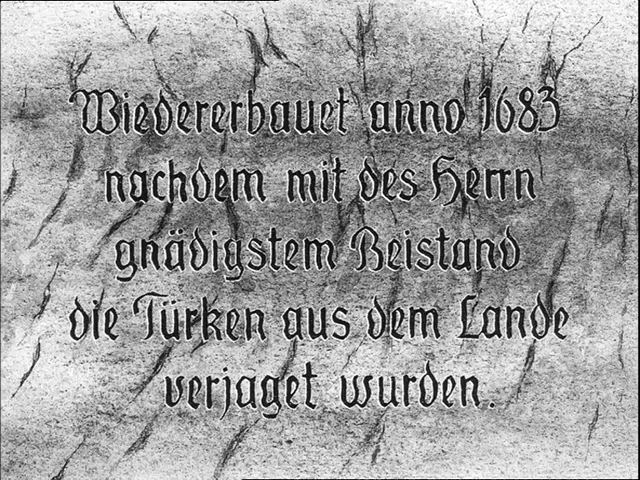 Wiedererbauet anno 1683
nachdem mit des Herrn
gnädigstem Beistand
die Türken aus dem Lande
verjaget wurden.